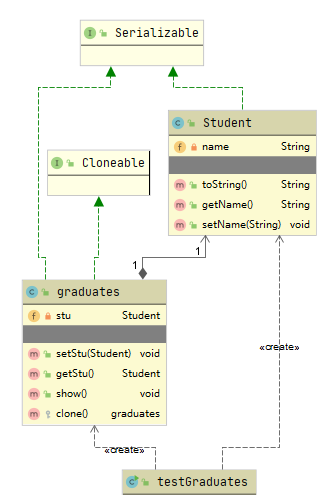 I Serializable
C Student
f name String
m toString() String
m getName() String
m setName(String) void
I Cloneable
1
1
C graduates
f stu Student
m setStu(Student) void
m getStu() Student
m show() void
m clone() graduates
«create»
«create»
C testGraduates